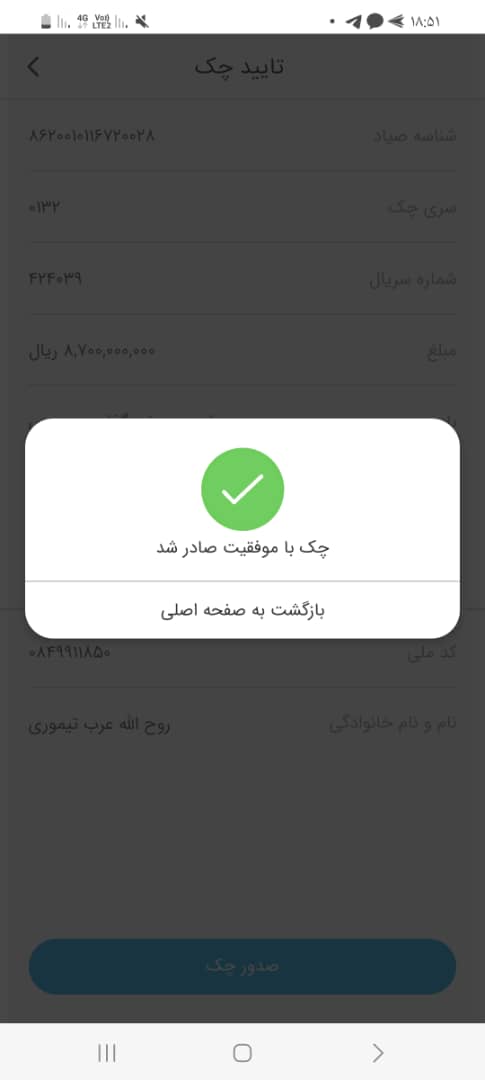 ۱۸:۵۱
4G
Vo))
LTE2
تایید چک
شناسه صیاد ۸۶۲۰۰۱۰۱۱۶۷۲۰۰۲۸
سری چک ۰۱۳۲
شماره سریال ۴۲۴۰۳۹
مبلغ ۸,۷۰۰,۰۰۰,۰۰۰ ریال
چک با موفقیت صادر شد
بازگشت به صفحه اصلی
کد ملی ۰۸۴۹۹۱۱۸۵۰
نام و نام خانوادگی روح الله عرب تیموری
صدور چک